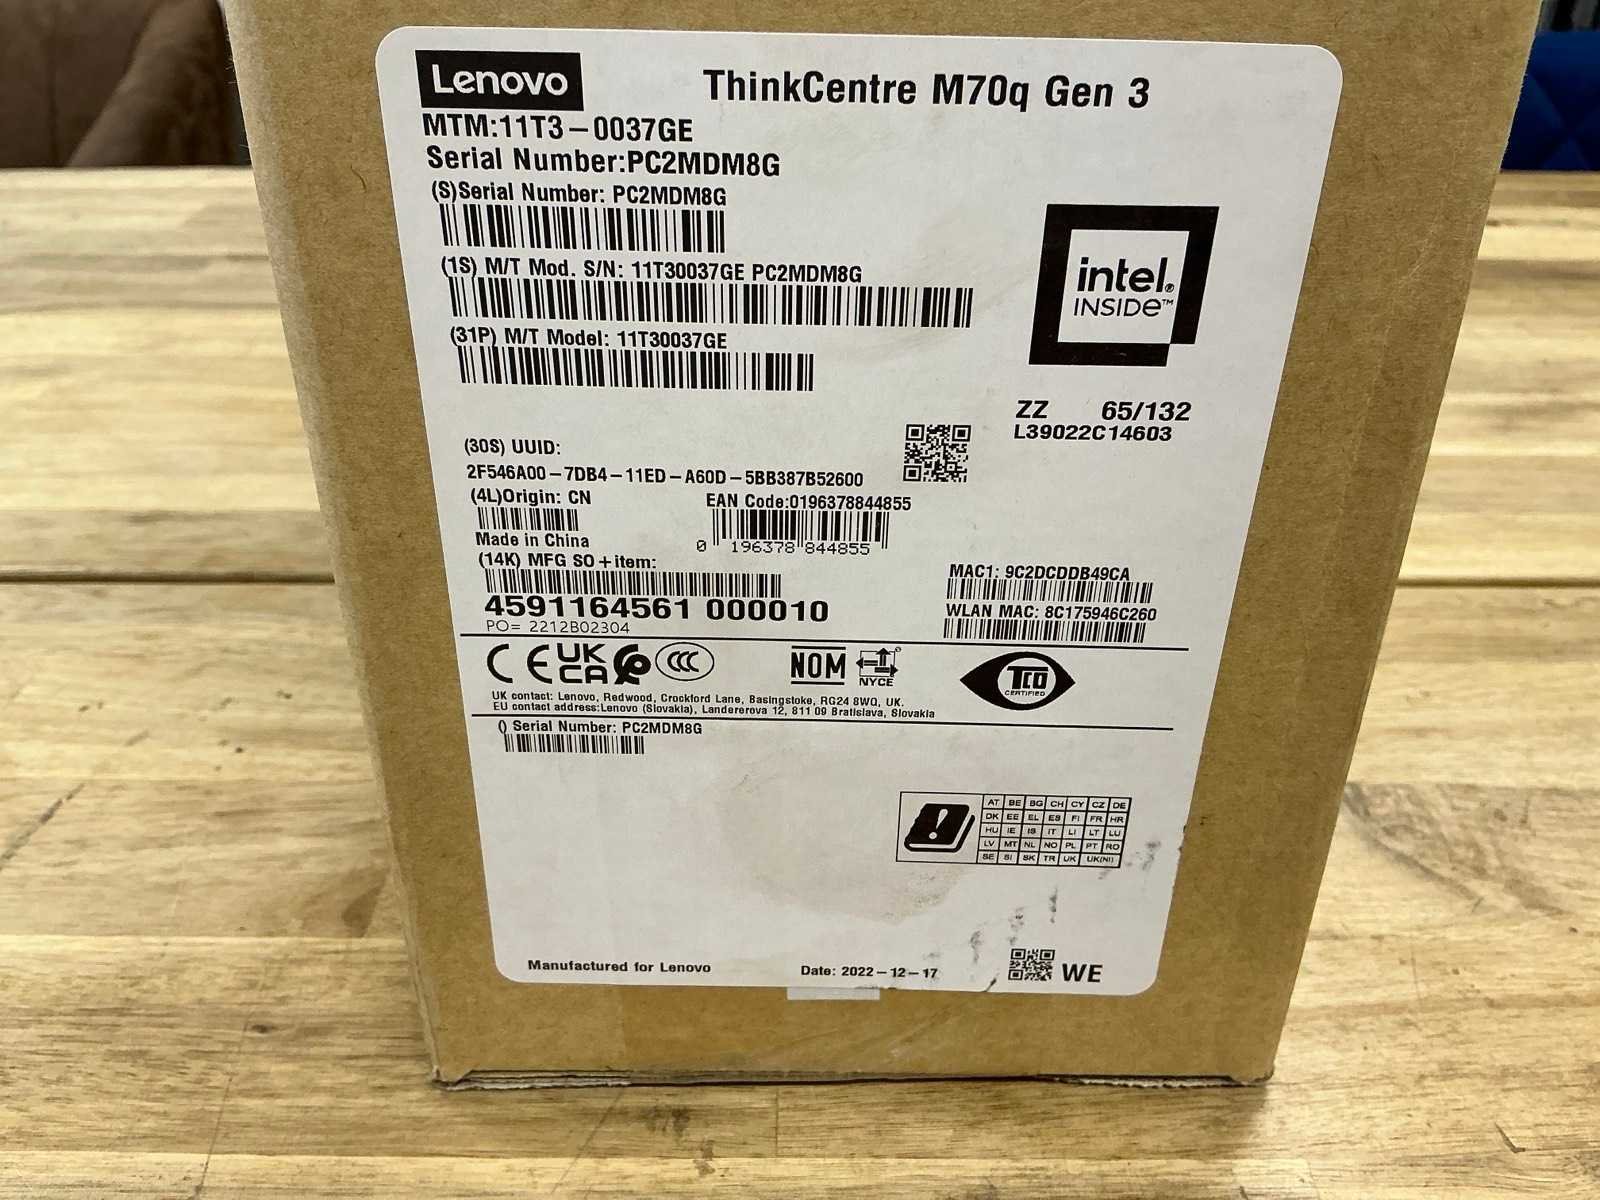 Lenovo
ThinkCentre M70q Gen 3
MTM:11T3-0037GE
Serial Number:PC2MDM8G
(S)Serial Number: PC2MDM8G
(1S) M/T Mod. S/N: 11T30037GE PC2MDM8G
(31P) M/T Model: 11T30037GE
intel®
INSIDE™
ZZ 65/132
L39022C14603
(30S) UUID:
2F546A00-7DB4-11ED-A60D-5BB387B52600
(4L)Origin: CN
EAN Code:0196378844855
0 196378 844855
Made in China
(14K) MFG SO+item:
4591164561 000010
PO= 2212B02304
MAC1: 9C2DCDDB49CA
WLAN MAC: 8C175946C260
CE UK CA CCC NOM NYCE TCO CERTIFIED
UK contact: Lenovo, Redwood, Crockford Lane, Basingstoke, RG24 8WQ, UK.
EU contact address:Lenovo (Slovakia), Landererova 12, 811 09 Bratislava, Slovakia
() Serial Number: PC2MDM8G
AT BE BG CH CY CZ DE
DK EE EL ES FI FR HR
HU IE IS IT LI LT LU
LV MT NL NO PL PT RO
SE SI SK TR UK UK(NI)
Manufactured for Lenovo
Date: 2022-12-17
WE